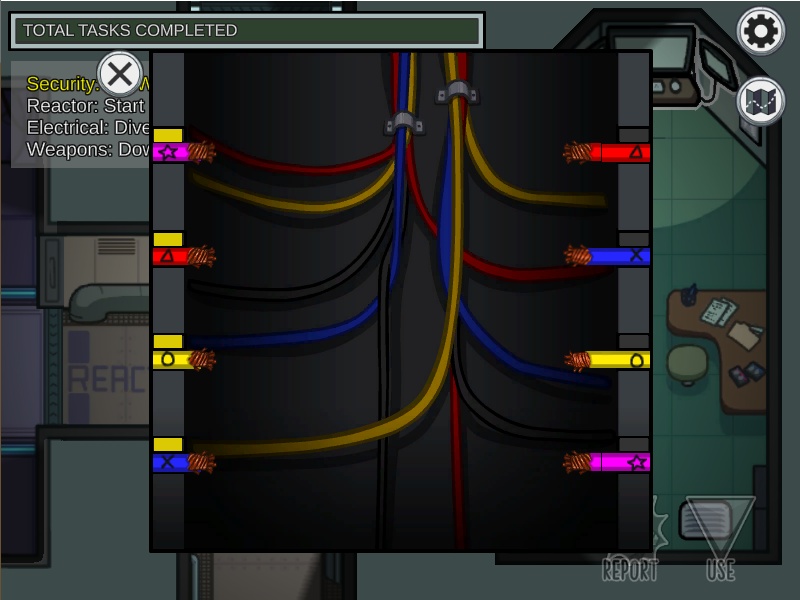 TOTAL TASKS COMPLETED
Security:
Reactor: Start
Electrical: Dive
Weapons: Dow
REAC
REPORT
USE